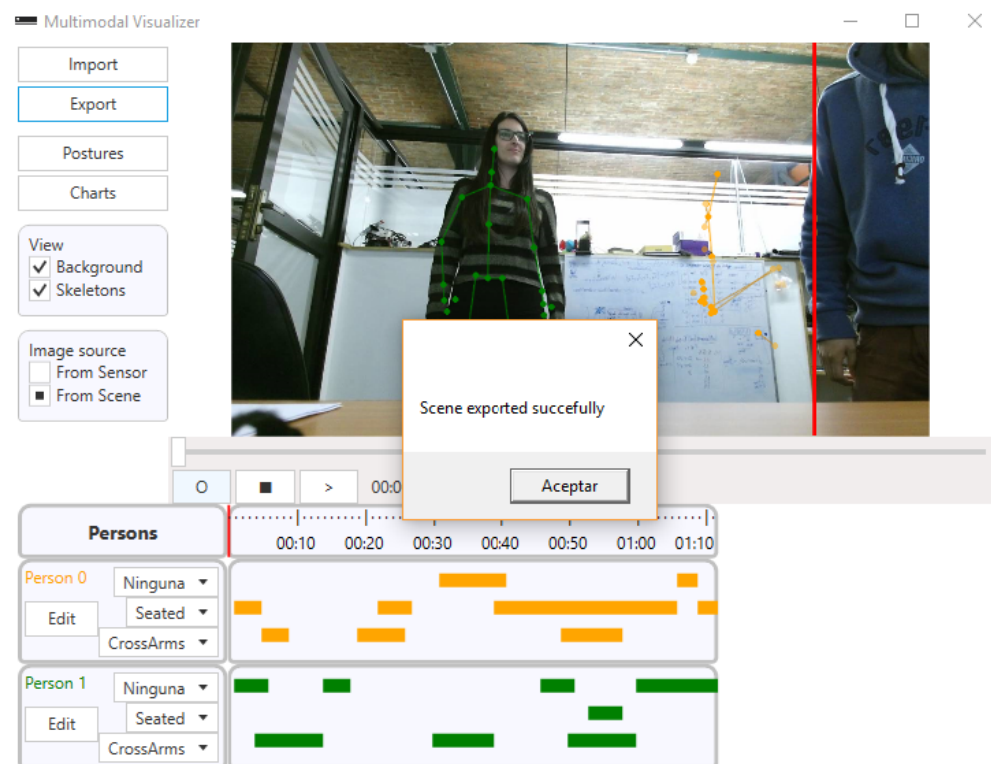 Multimodal Visualizer
Import
Export
Postures
Charts
View
Background
Skeletons
Image source
From Sensor
From Scene
Scene exported succefully
Aceptar
O
>
00:0
Persons
00:10 00:20 00:30 00:40 00:50 01:00 01:10
Person 0
Ninguna
Edit
Seated
CrossArms
Person 1
Ninguna
Edit
Seated
CrossArms